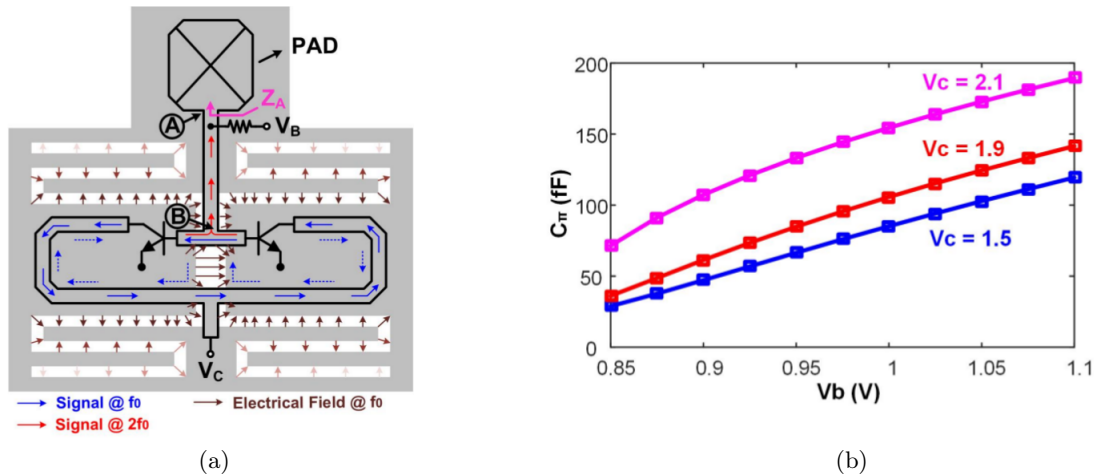 PAD
Z_A
A
V_B
B
V_C
Signal @ f₀
Electrical Field @ f₀
Signal @ 2f₀
(a)
200
150
100
50
0
C_π (fF)
Vc = 2.1
Vc = 1.9
Vc = 1.5
0.85
0.9
0.95
1
1.05
1.1
Vb (V)
(b)